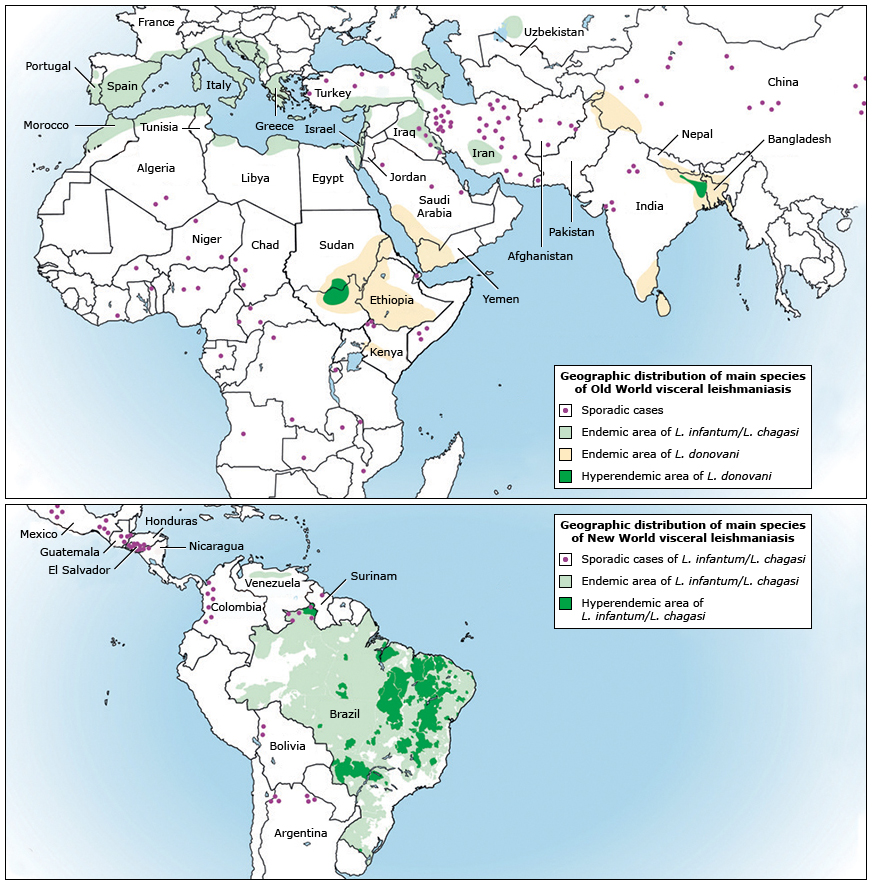 France
Uzbekistan
Portugal
Spain
Italy
Turkey
China
Morocco
Tunisia
Greece
Israel
Iraq
Iran
Nepal
Bangladesh
Algeria
Libya
Egypt
Jordan
Saudi
Arabia
India
Niger
Chad
Sudan
Pakistan
Afghanistan
Ethiopia
Yemen
Kenya
Geographic distribution of main species
of Old World visceral leishmaniasis
Sporadic cases
Endemic area of L. infantum/L. chagasi
Endemic area of L. donovani
Hyperendemic area of L. donovani
Mexico
Honduras
Guatemala
Nicaragua
El Salvador
Venezuela
Surinam
Colombia
Brazil
Bolivia
Argentina
Geographic distribution of main species
of New World visceral leishmaniasis
Sporadic cases of L. infantum/L. chagasi
Endemic area of L. infantum/L. chagasi
Hyperendemic area of
L. infantum/L. chagasi